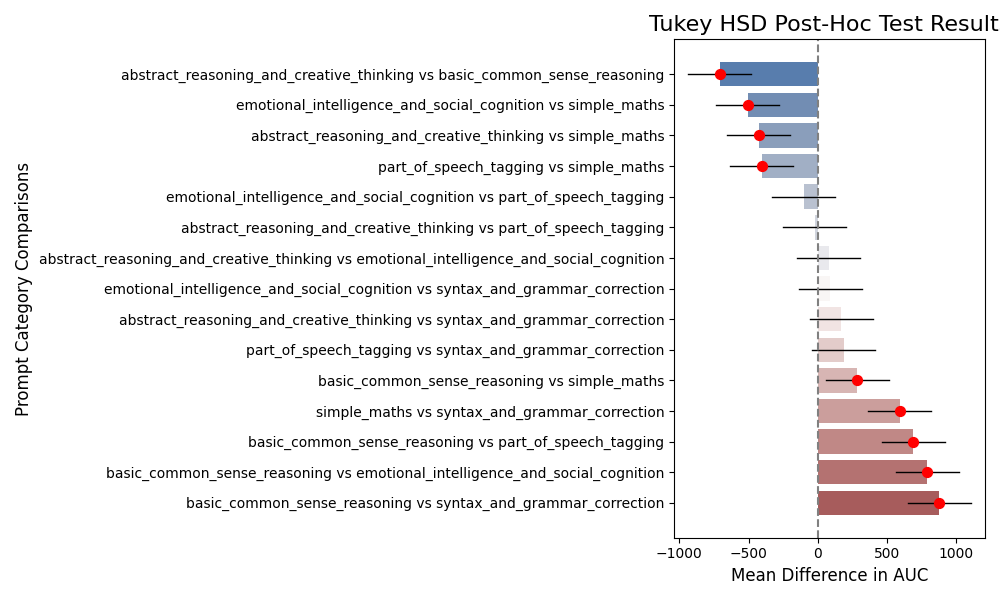 Tukey HSD Post-Hoc Test Result
Prompt Category Comparisons
abstract_reasoning_and_creative_thinking vs basic_common_sense_reasoning
emotional_intelligence_and_social_cognition vs simple_maths
abstract_reasoning_and_creative_thinking vs simple_maths
part_of_speech_tagging vs simple_maths
emotional_intelligence_and_social_cognition vs part_of_speech_tagging
abstract_reasoning_and_creative_thinking vs part_of_speech_tagging
abstract_reasoning_and_creative_thinking vs emotional_intelligence_and_social_cognition
emotional_intelligence_and_social_cognition vs syntax_and_grammar_correction
abstract_reasoning_and_creative_thinking vs syntax_and_grammar_correction
part_of_speech_tagging vs syntax_and_grammar_correction
basic_common_sense_reasoning vs simple_maths
simple_maths vs syntax_and_grammar_correction
basic_common_sense_reasoning vs part_of_speech_tagging
basic_common_sense_reasoning vs emotional_intelligence_and_social_cognition
basic_common_sense_reasoning vs syntax_and_grammar_correction
−1000 −500 0 500 1000
Mean Difference in AUC